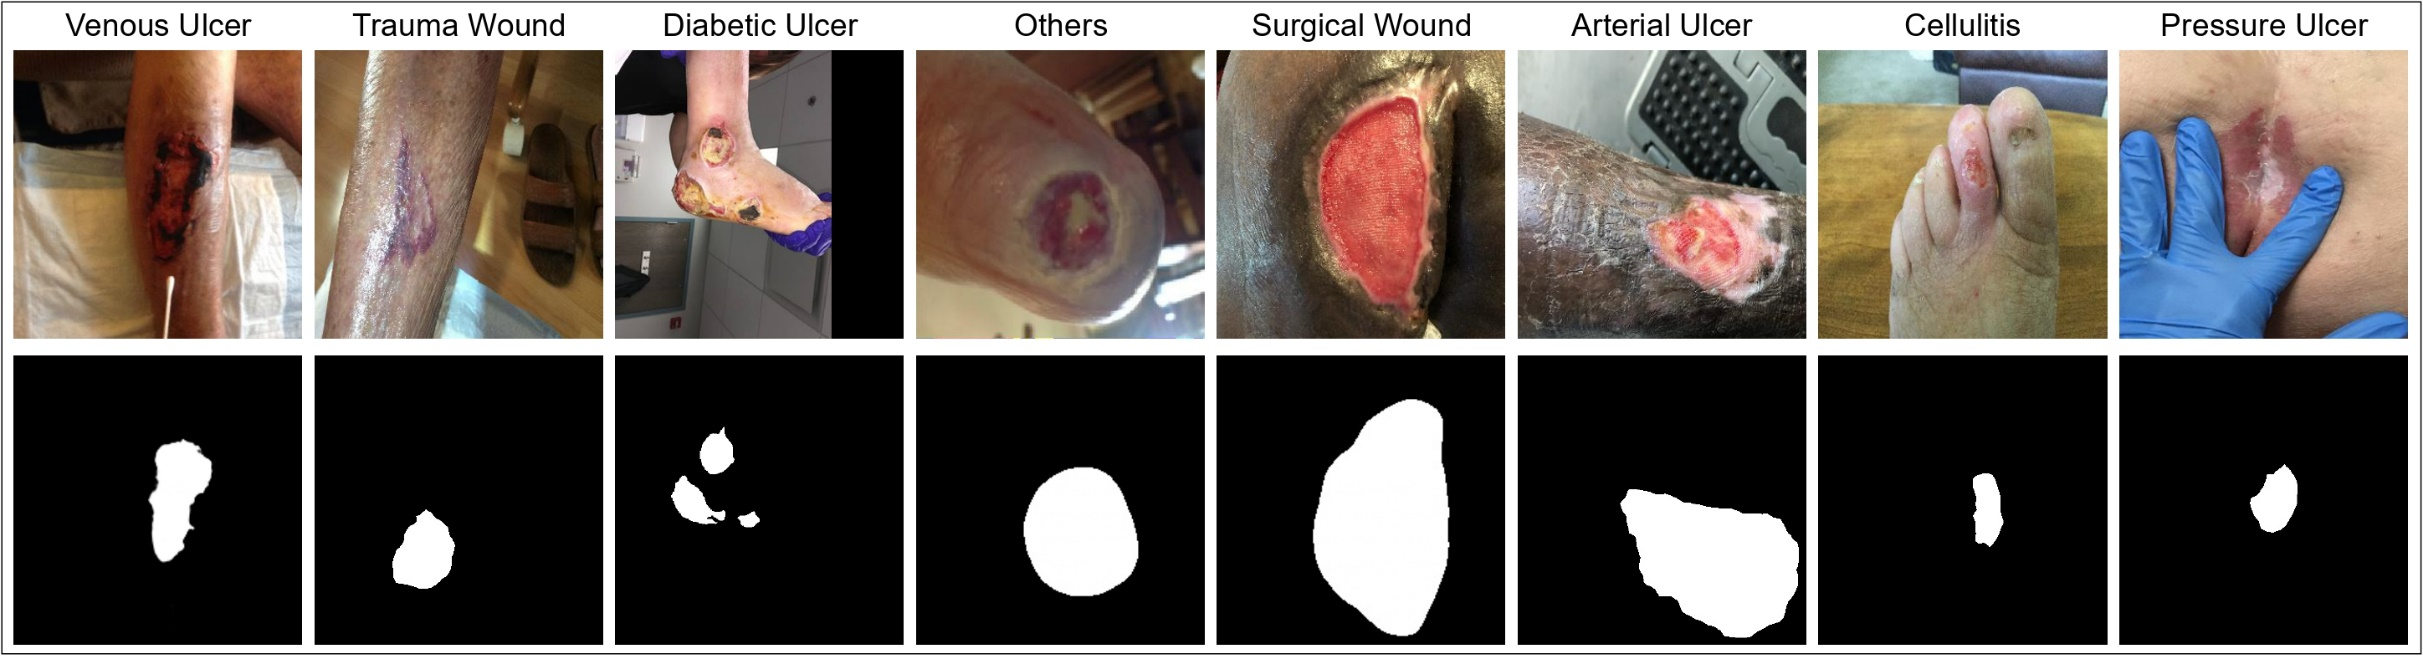 Venous Ulcer
Trauma Wound
Diabetic Ulcer
Others
Surgical Wound
Arterial Ulcer
Cellulitis
Pressure Ulcer